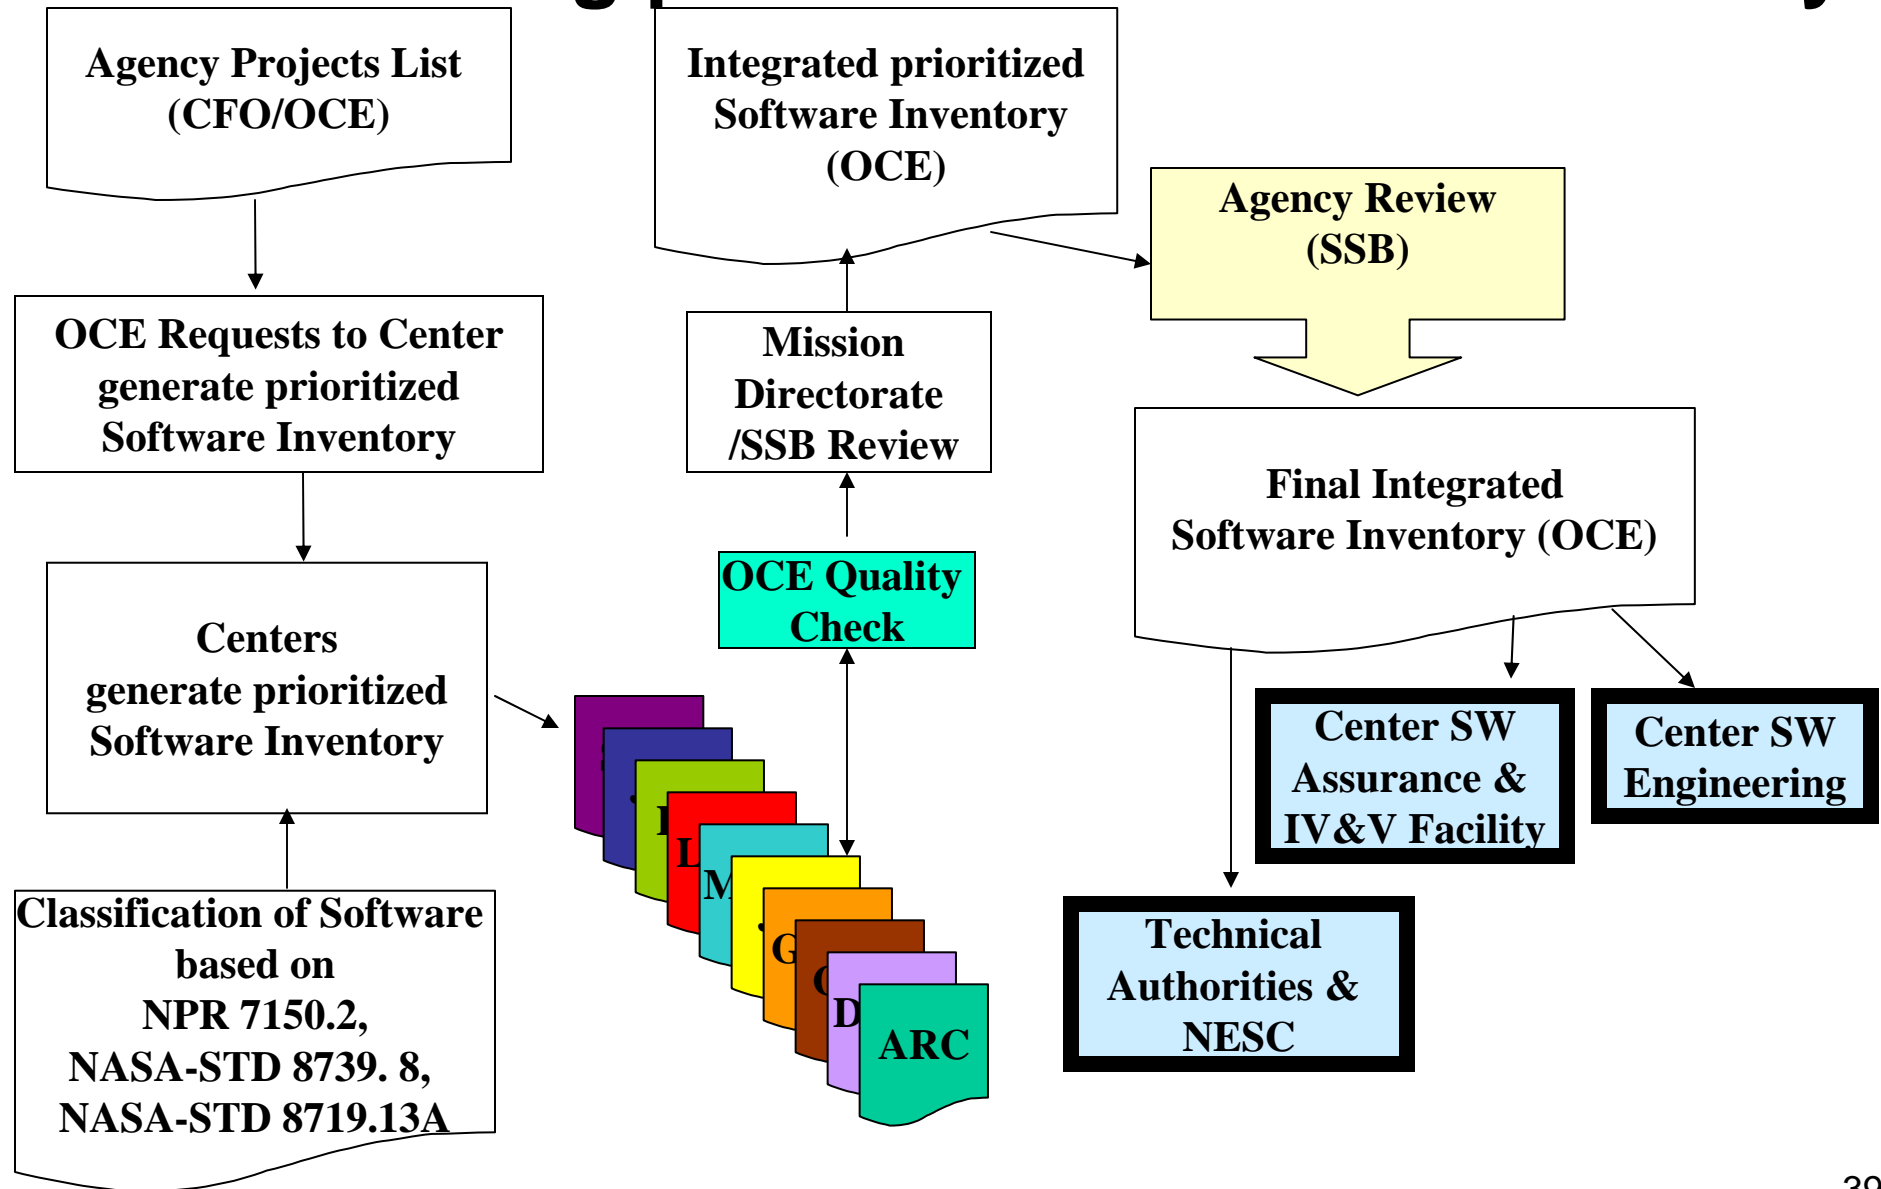 Agency Projects List
(CFO/OCE)
OCE Requests to Center
generate prioritized
Software Inventory
Centers
generate prioritized
Software Inventory
Classification of Software
based on
NPR 7150.2,
NASA-STD 8739. 8,
NASA-STD 8719.13A
Integrated prioritized
Software Inventory
(OCE)
Mission
Directorate
/SSB Review
OCE Quality
Check
L
M
G
D
ARC
Agency Review
(SSB)
Final Integrated
Software Inventory (OCE)
Center SW
Assurance &
IV&V Facility
Center SW
Engineering
Technical
Authorities &
NESC
39